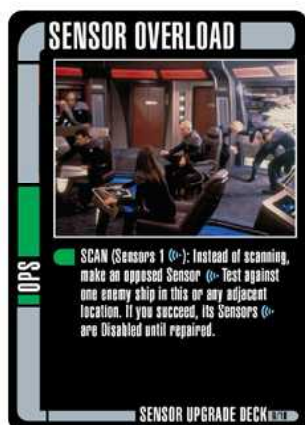 SENSOR OVERLOAD
OPS
SCAN (Sensors 1 ): Instead of scanning,
make an opposed Sensor Test against
one enemy ship in this or any adjacent
location. If you succeed, its Sensors
are Disabled until repaired.
SENSOR UPGRADE DECK